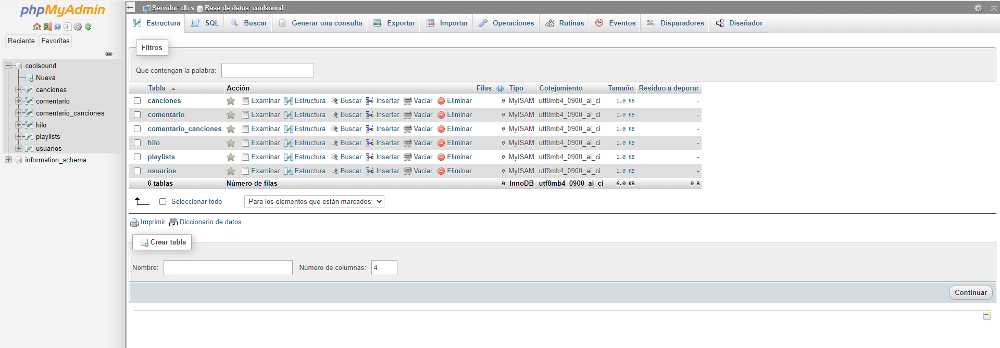 phpMyAdmin
Reciente Favoritas
coolsound
Nueva
canciones
comentario
comentario_canciones
hilo
playlists
usuarios
information_schema
Servidor: db » Base de datos: coolsound
Estructura SQL Buscar Generar una consulta Exportar Importar Operaciones Rutinas Eventos Disparadores Diseñador
Filtros
Que contengan la palabra:
Tabla Acción Filas Tipo Cotejamiento Tamaño Residuo a depurar
canciones Examinar Estructura Buscar Insertar Vaciar Eliminar 0 MyISAM utf8mb4_0900_ai_ci 1.0 KB -
comentario Examinar Estructura Buscar Insertar Vaciar Eliminar 0 MyISAM utf8mb4_0900_ai_ci 1.0 KB -
comentario_canciones Examinar Estructura Buscar Insertar Vaciar Eliminar 0 MyISAM utf8mb4_0900_ai_ci 1.0 KB -
hilo Examinar Estructura Buscar Insertar Vaciar Eliminar 0 MyISAM utf8mb4_0900_ai_ci 1.0 KB -
playlists Examinar Estructura Buscar Insertar Vaciar Eliminar 0 MyISAM utf8mb4_0900_ai_ci 1.0 KB -
usuarios Examinar Estructura Buscar Insertar Vaciar Eliminar 0 MyISAM utf8mb4_0900_ai_ci 1.0 KB -
6 tablas Número de filas 0 InnoDB utf8mb4_0900_ai_ci 6.0 KB 0 B
Seleccionar todo Para los elementos que están marcados:
Imprimir Diccionario de datos
Crear tabla
Nombre: Número de columnas: 4
Continuar